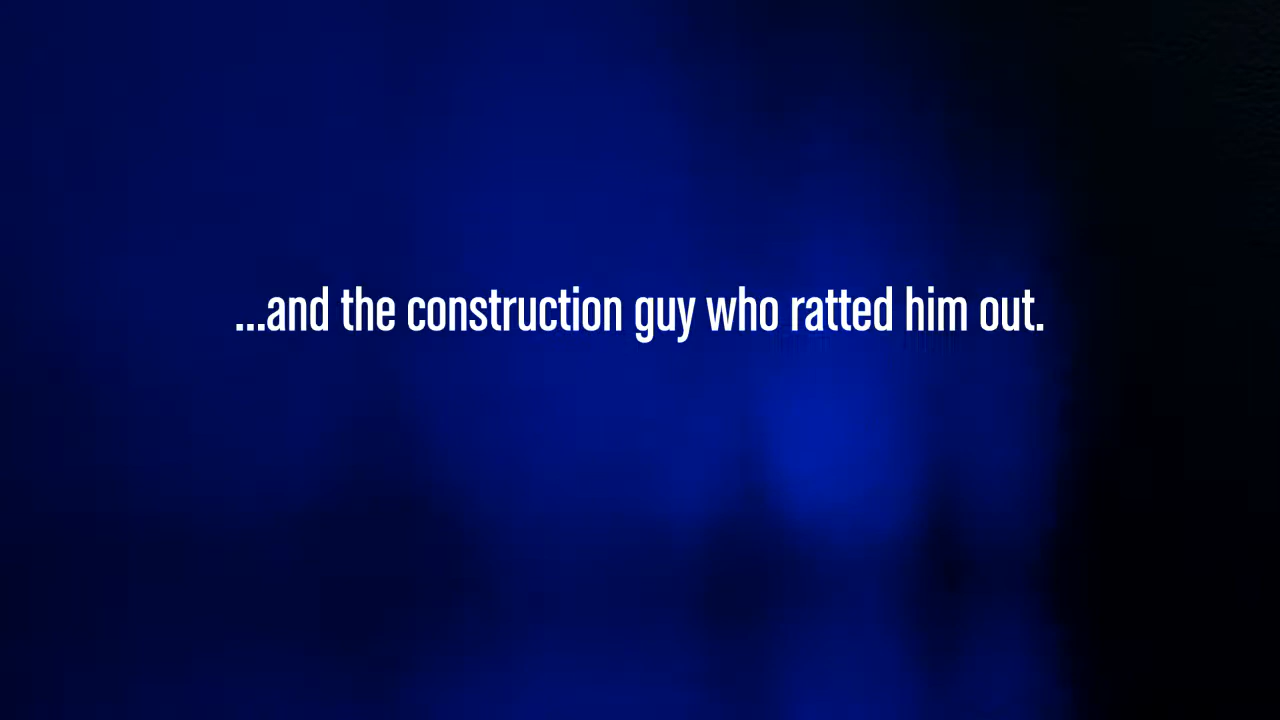 ...and the construction guy who ratted him out.